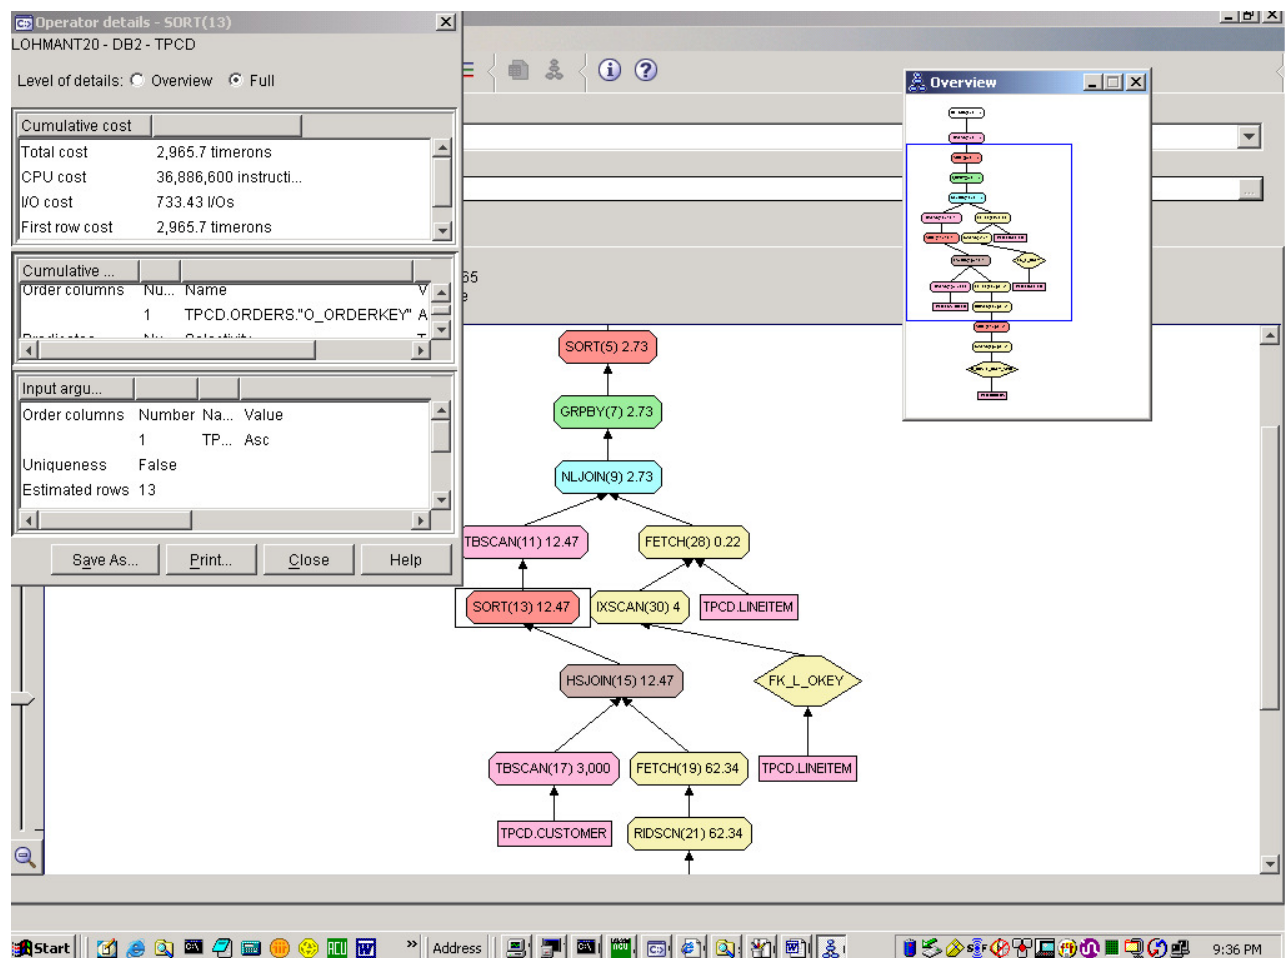 Operator details - SORT(13)
LOHMANT20 - DB2 - TPCD
Level of details: Overview Full
Cumulative cost
Total cost 2,965.7 timerons
CPU cost 36,886,600 instructi...
I/O cost 733.43 I/Os
First row cost 2,965.7 timerons
Cumulative ...
Order columns Nu... Name V
1 TPCD.ORDERS."O_ORDERKEY" A
Input argu...
Order columns Number Na... Value
1 TP... Asc
Uniqueness False
Estimated rows 13
Save As... Print... Close Help
Overview
65
SORT(5) 2.73
GRPBY(7) 2.73
NLJOIN(9) 2.73
TBSCAN(11) 12.47
FETCH(28) 0.22
SORT(13) 12.47
IXSCAN(30) 4
TPCD.LINEITEM
HSJOIN(15) 12.47
FK_L_OKEY
TBSCAN(17) 3,000
FETCH(19) 62.34
TPCD.LINEITEM
TPCD.CUSTOMER
RIDSCN(21) 62.34
Start » Address 9:36 PM